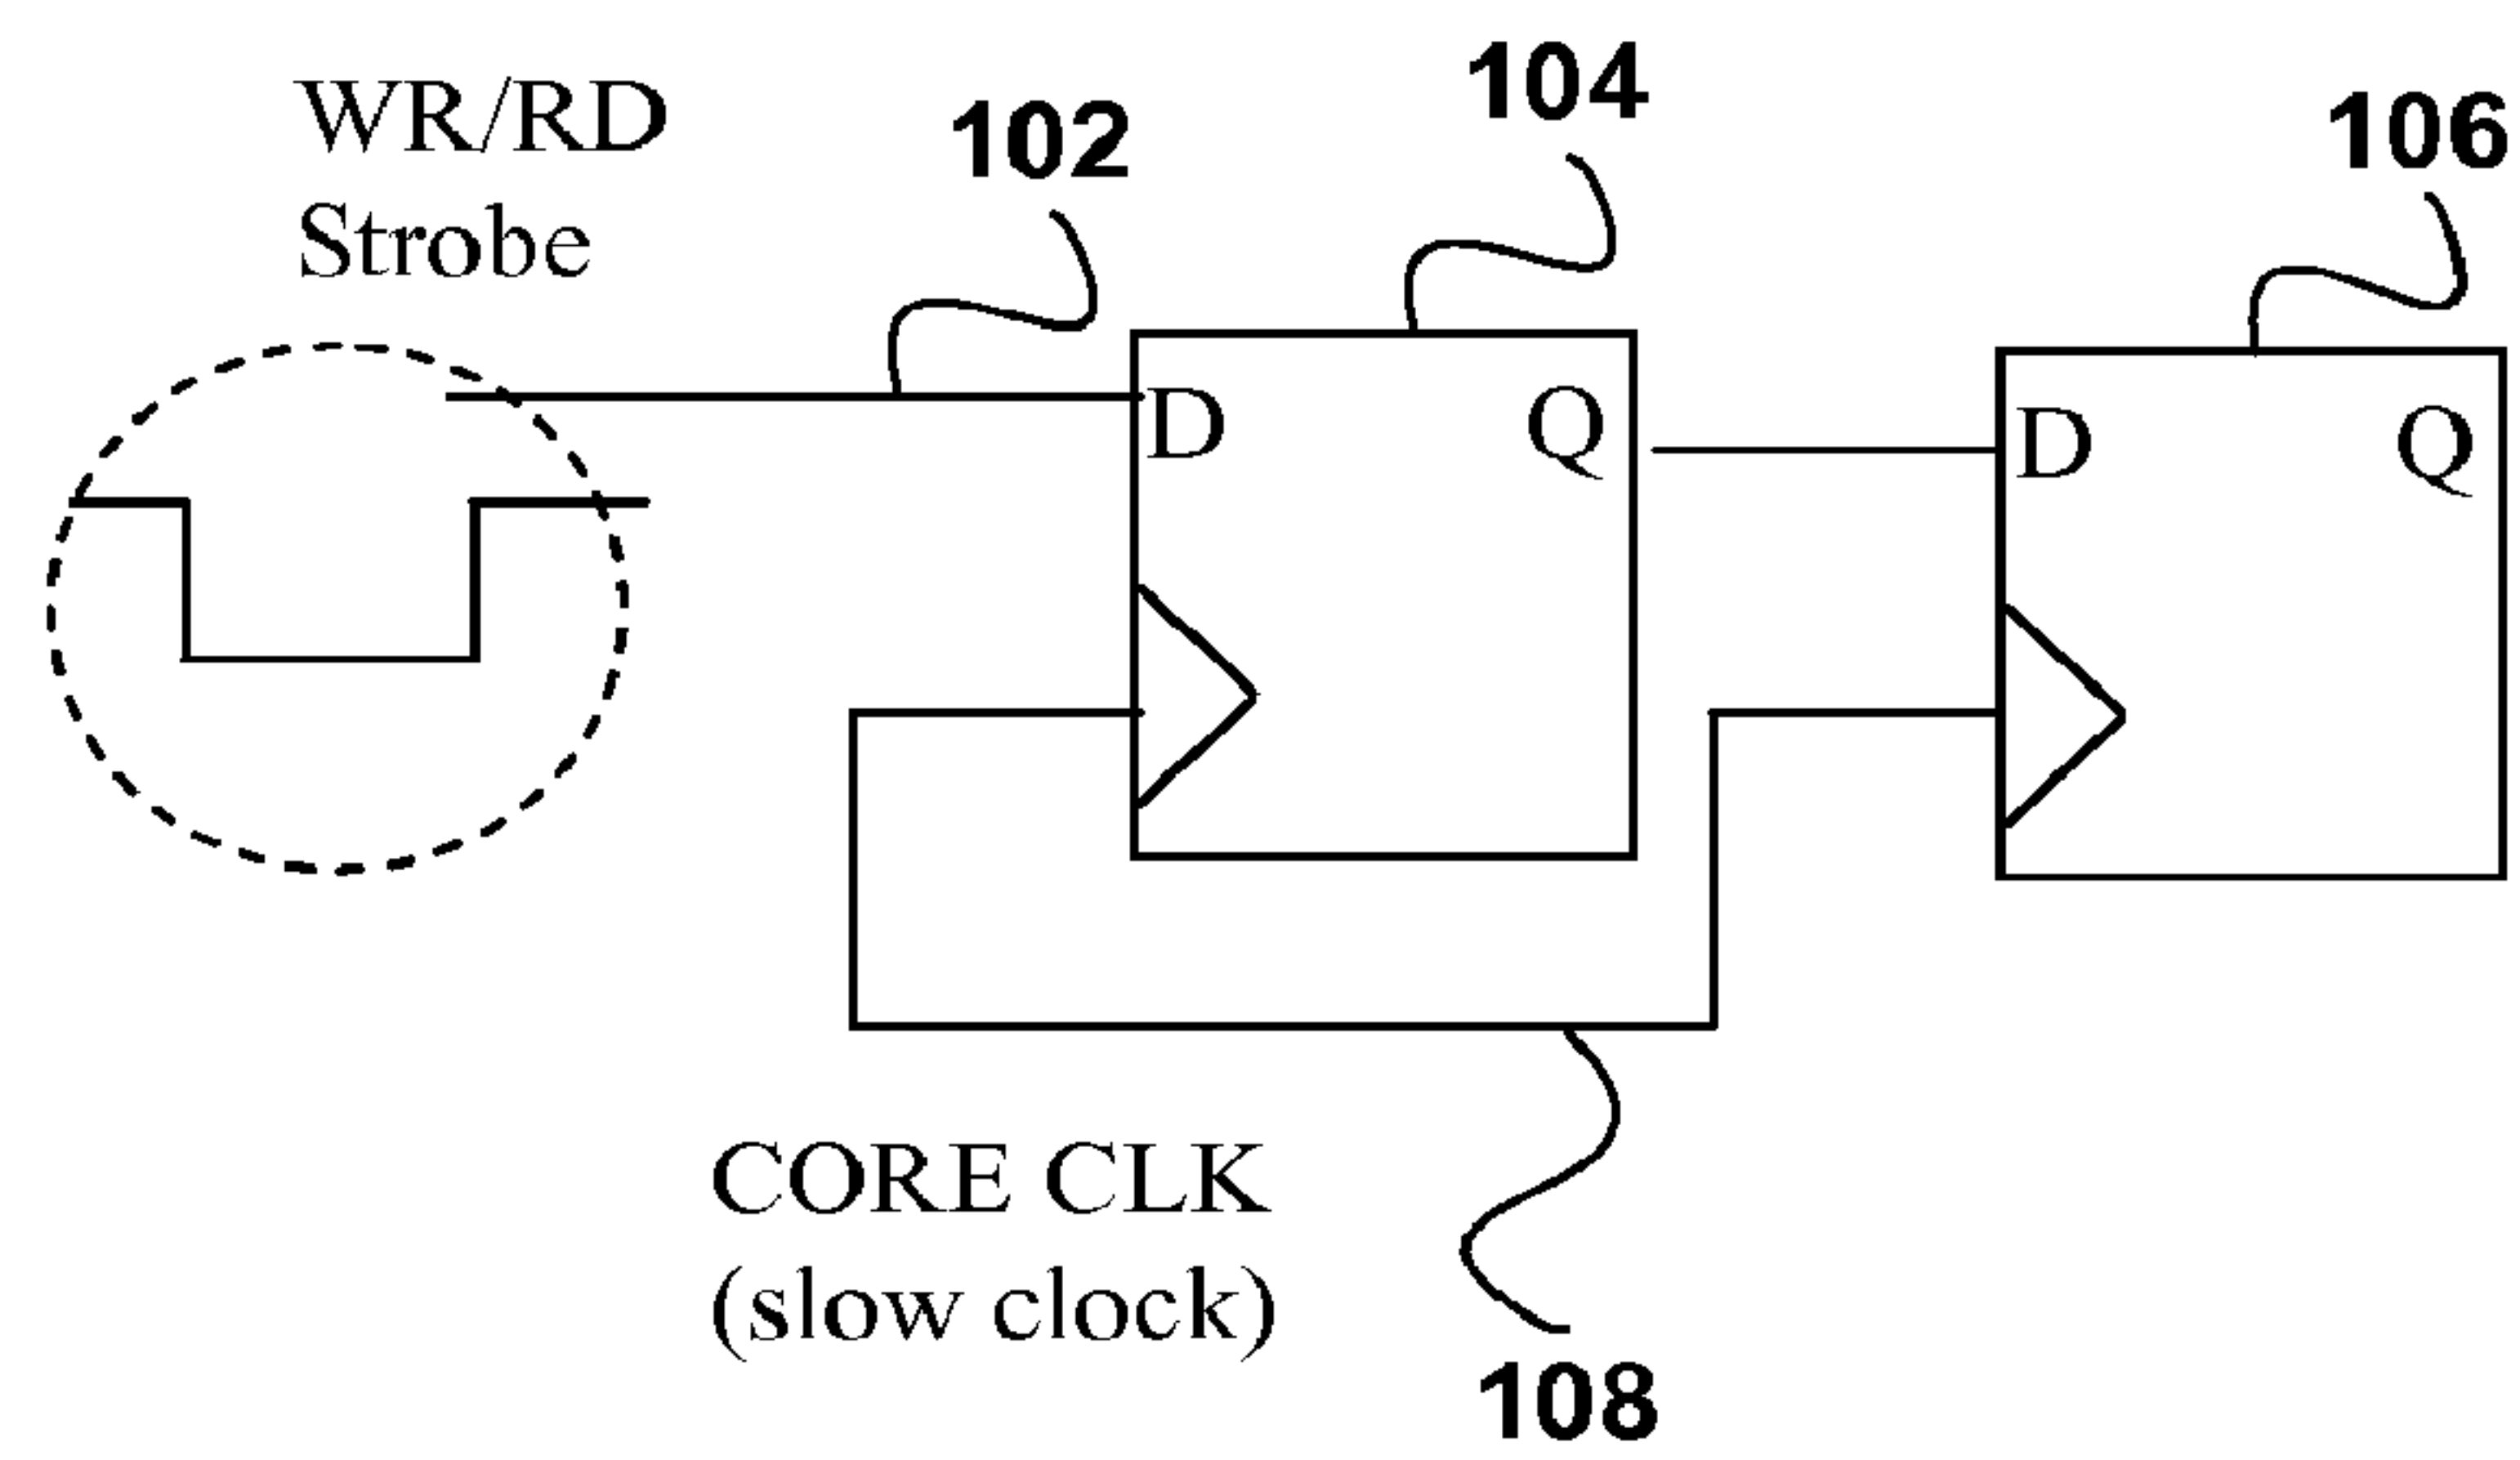 WR/RD
Strobe
102
104
106
D
Q
D
Q
CORE CLK
(slow clock)
108